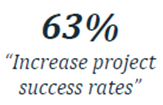 63%
“Increase project
success rates”